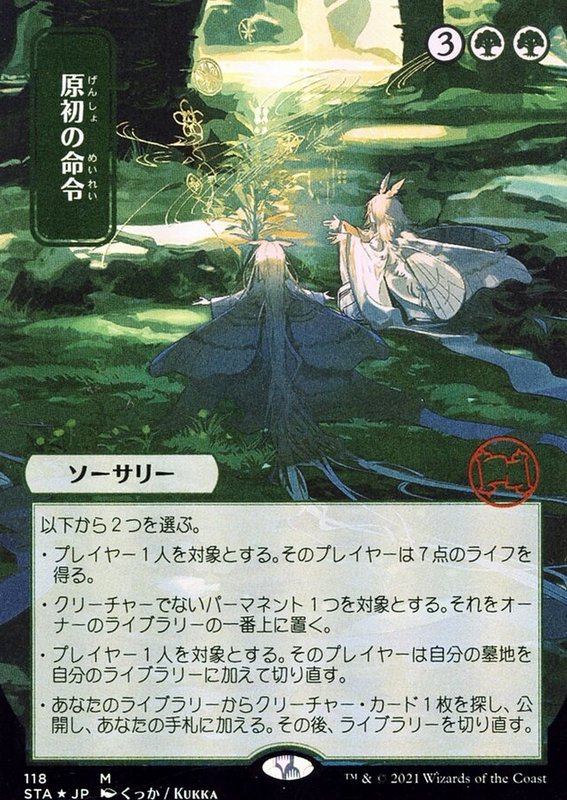 3
原初の命令
げんしょ
めいれい
ソーサリー
以下から２つを選ぶ。
・プレイヤー１人を対象とする。そのプレイヤーは７点のライフを
得る。
・クリーチャーでないパーマネント１つを対象とする。それをオー
ナーのライブラリーの一番上に置く。
・プレイヤー１人を対象とする。そのプレイヤーは自分の墓地を
自分のライブラリーに加えて切り直す。
・あなたのライブラリーからクリーチャー・カード１枚を探し、公
開し、あなたの手札に加える。その後、ライブラリーを切り直す。
118 M
STA ★ JP くっか / KUKKA
™ & © 2021 Wizards of the Coast